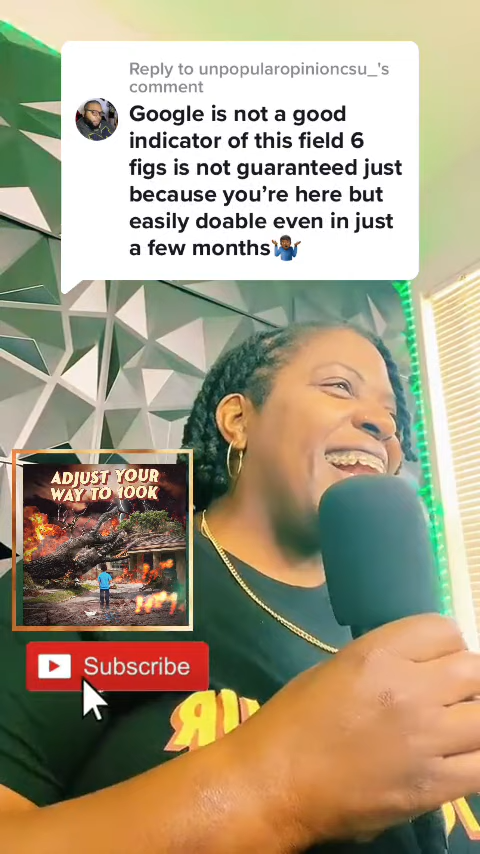 Reply to unpopularopinioncsu_'s
comment
Google is not a good
indicator of this field 6
figs is not guaranteed just
because you’re here but
easily doable even in just
a few months🤷🏾‍♂️
ADJUST YOUR
WAY TO 100K
Subscribe